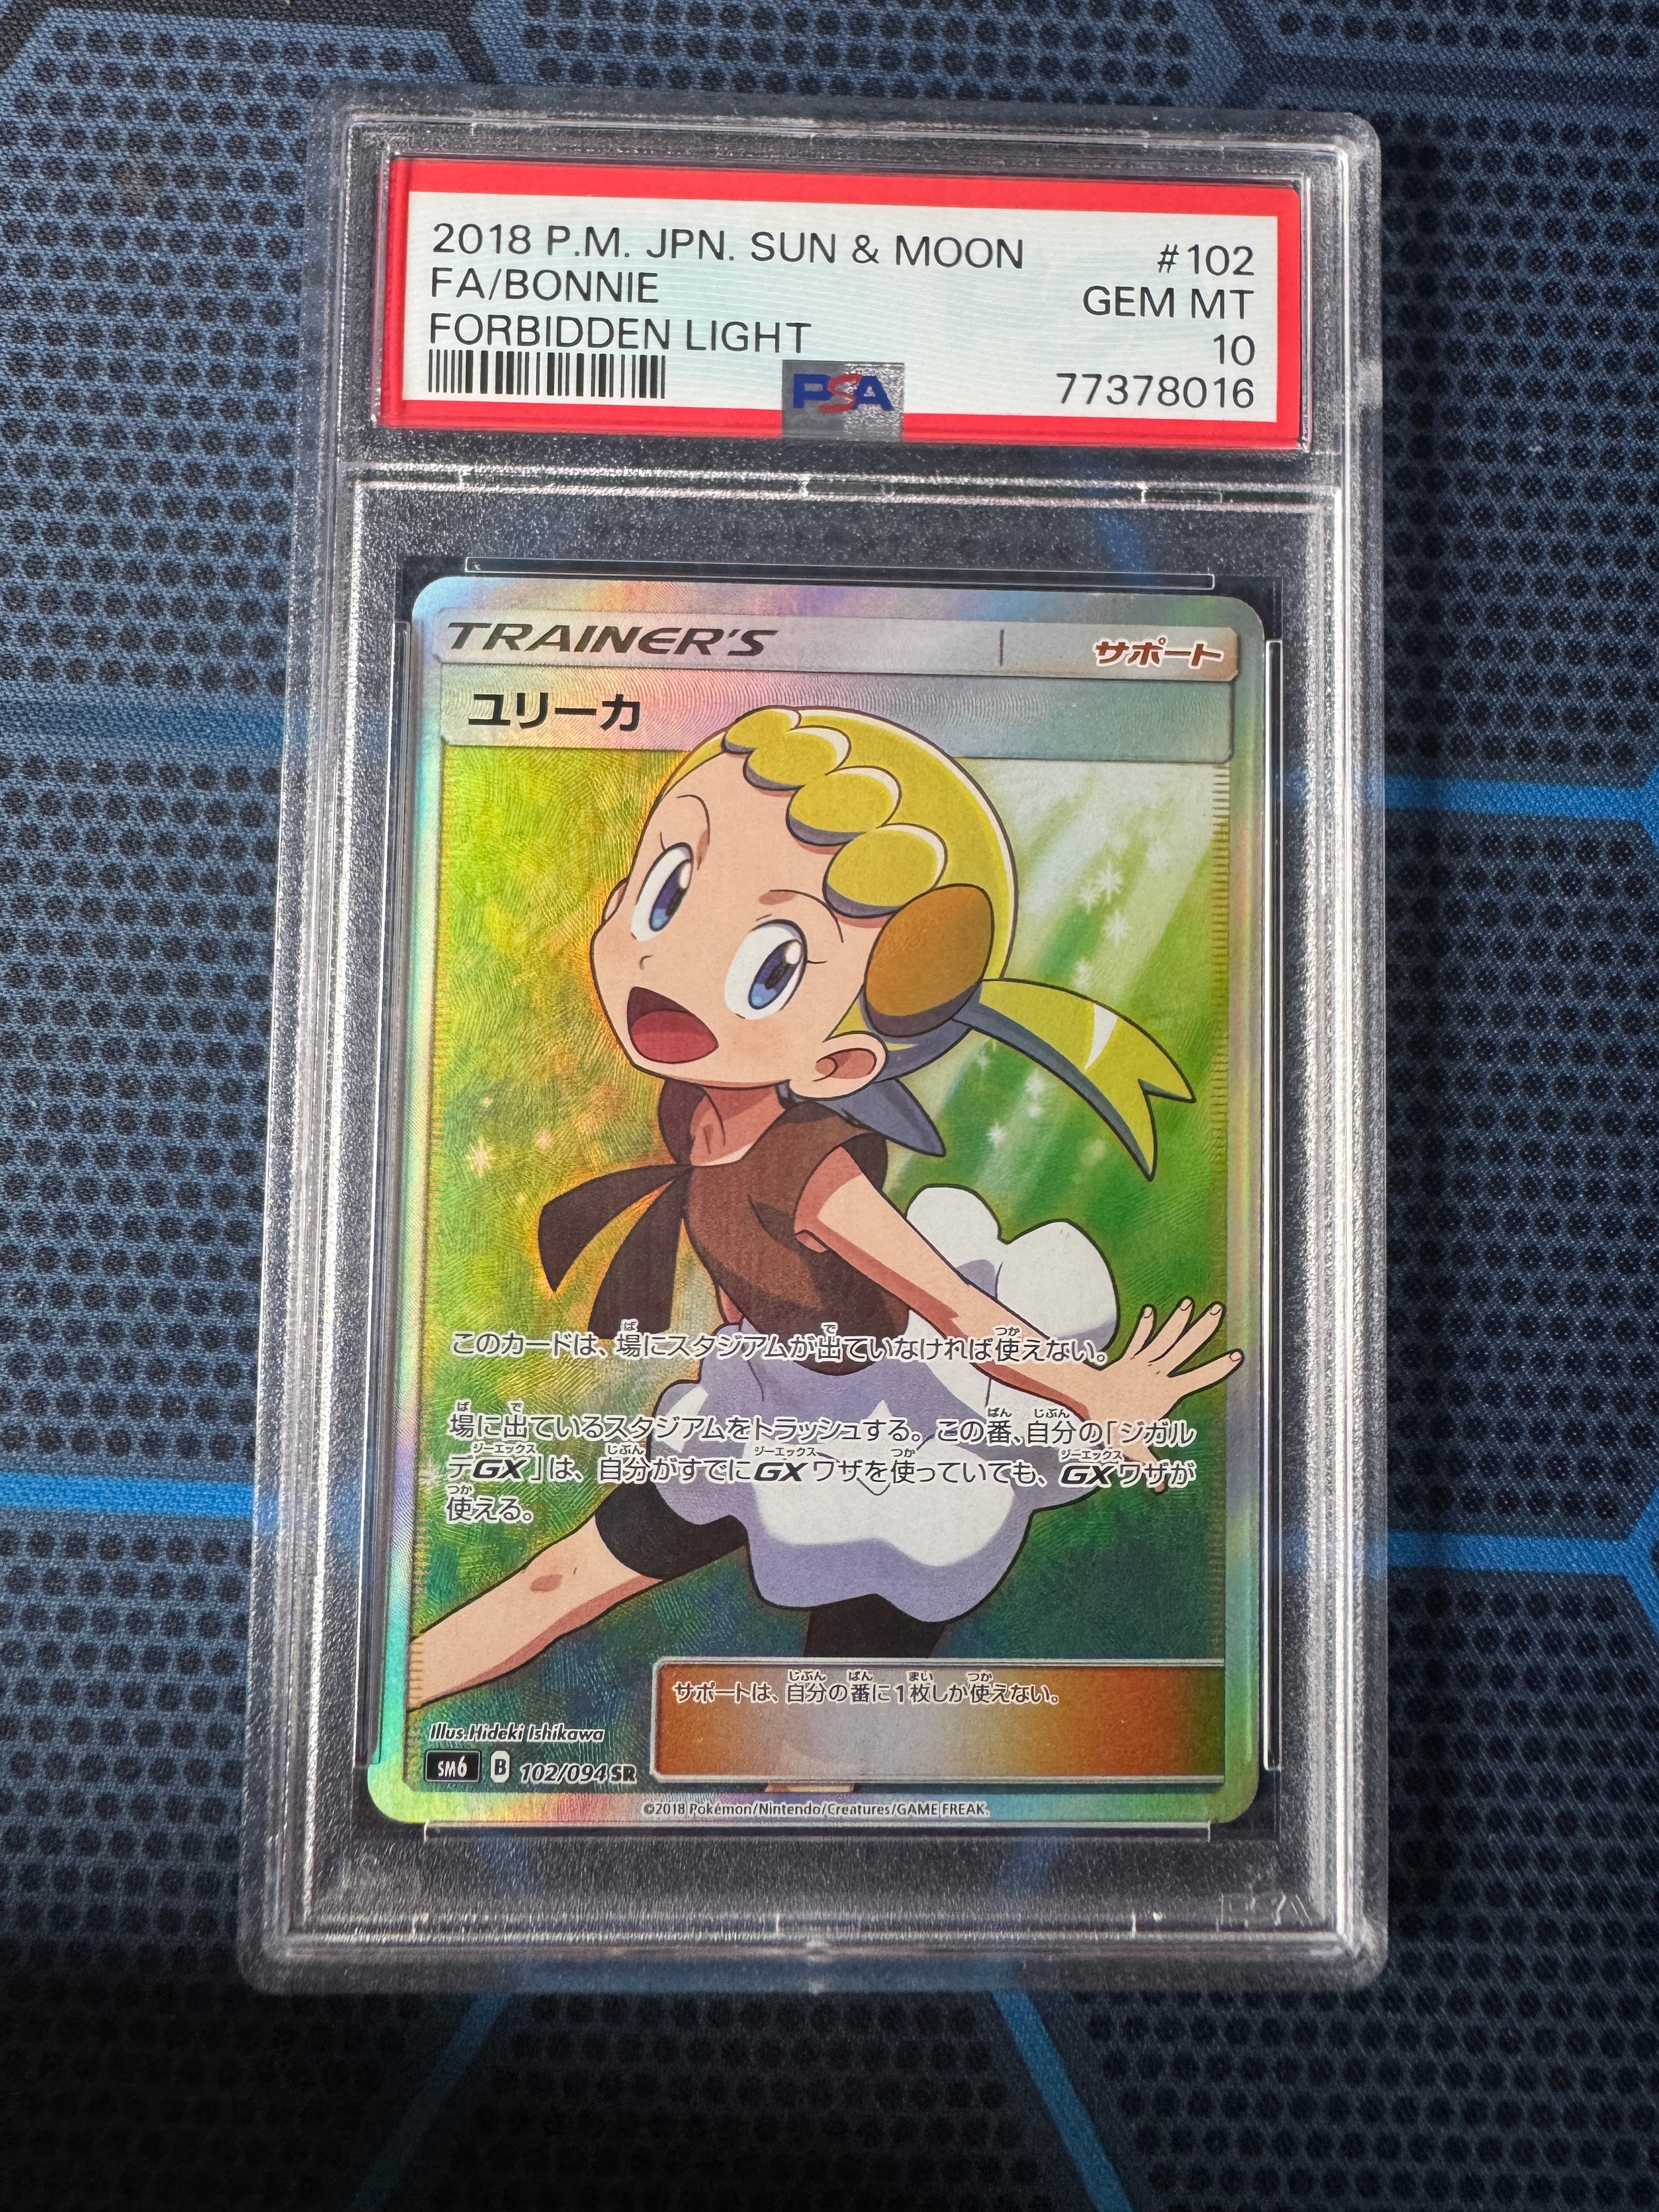 2018 P.M. JPN. SUN & MOON #102
FA/BONNIE GEM MT
FORBIDDEN LIGHT 10
PSA 77378016
TRAINER'S サポート
ユリーカ
このカードは、場にスタジアムが出ていなければ使えない。
場に出ているスタジアムをトラッシュする。この番、自分の「ジガル
デGX」は、自分がすでにGXワザを使っていても、GXワザが
使える。
サポートは、自分の番に1枚しか使えない。
Illus.Hideki Ishikawa
SM6 B 102/094 SR
©2018 Pokémon/Nintendo/Creatures/GAME FREAK.